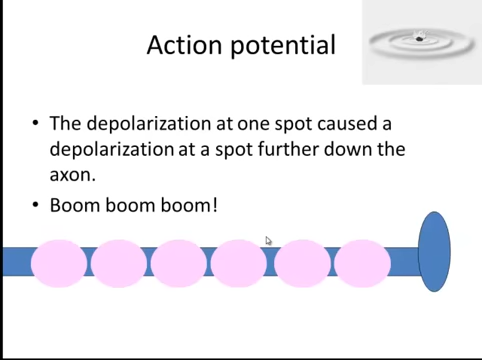 Action potential
• The depolarization at one spot caused a
depolarization at a spot further down the
axon.
• Boom boom boom!